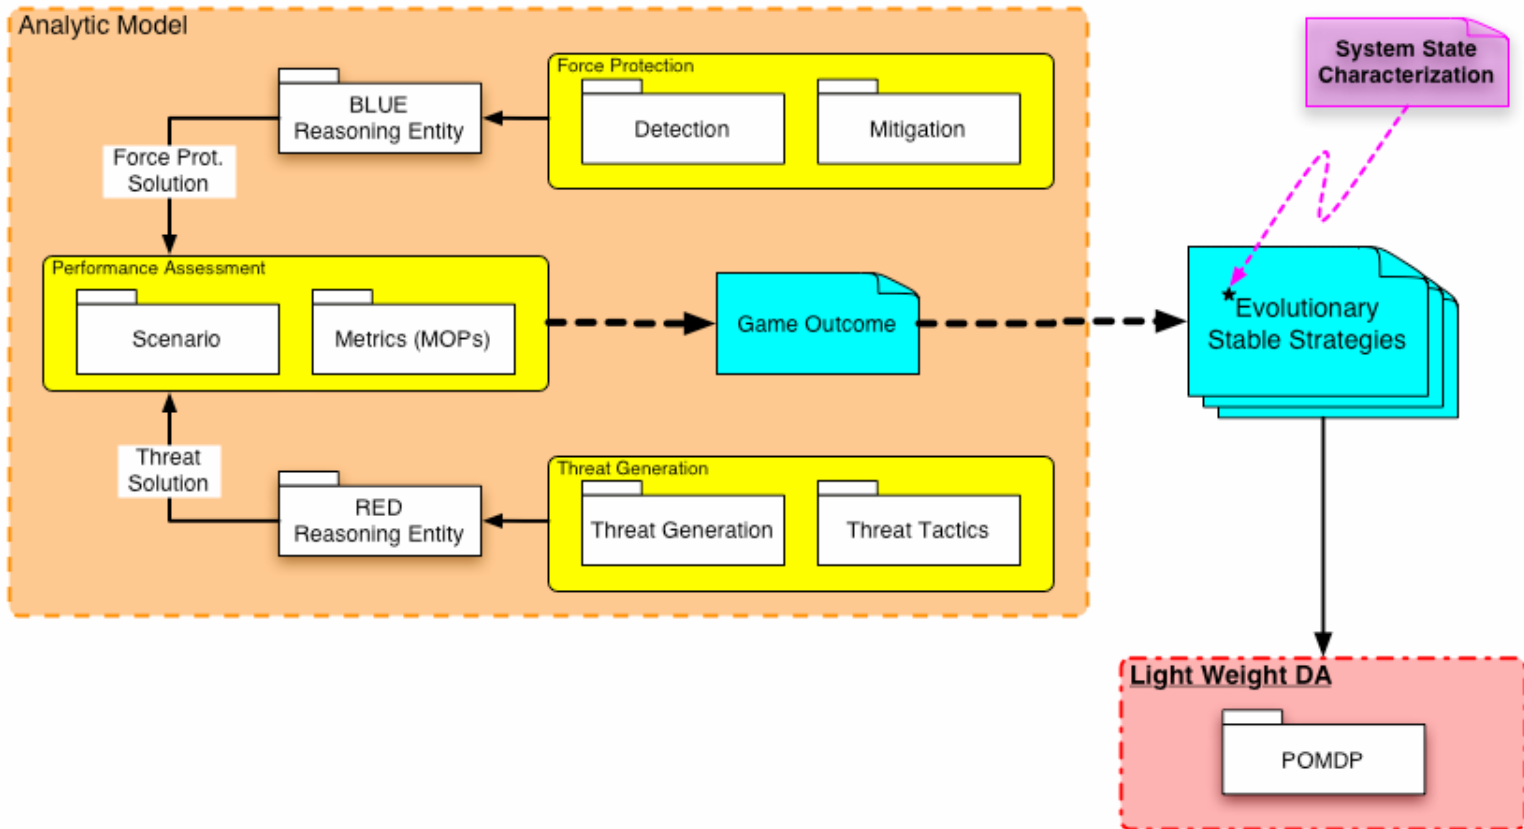 Analytic Model
System State
Characterization
Force Protection
BLUE
Reasoning Entity
Detection
Mitigation
Force Prot.
Solution
Performance Assessment
Scenario
Metrics (MOPs)
Game Outcome
*Evolutionary
Stable Strategies
Threat
Solution
Threat Generation
RED
Reasoning Entity
Threat Generation
Threat Tactics
Light Weight DA
POMDP